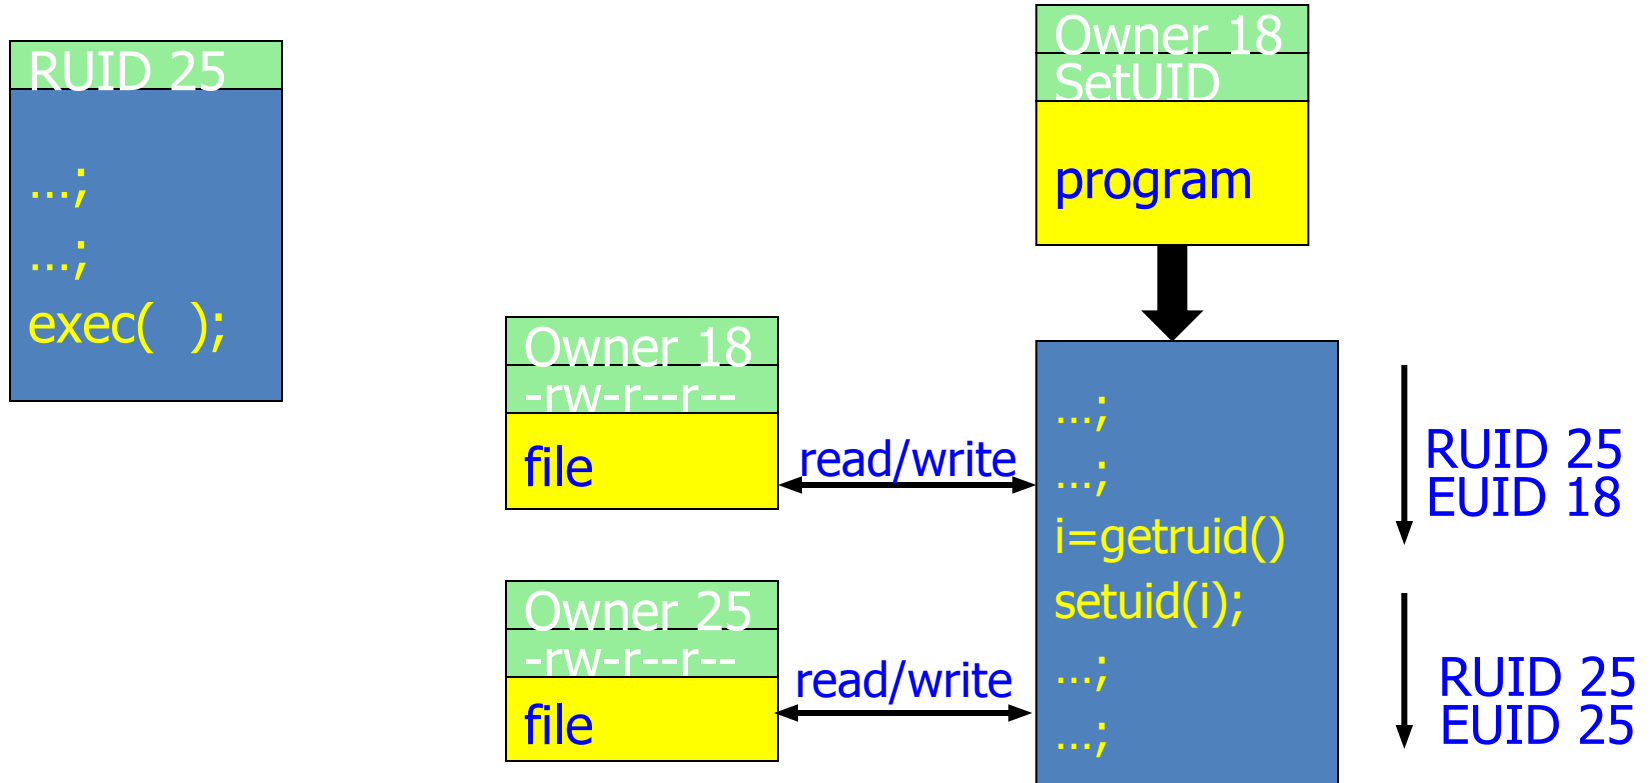 RUID 25
…;
…;
exec( );
Owner 18
SetUID
program
Owner 18
-rw-r--r--
file
read/write
Owner 25
-rw-r--r--
file
read/write
…;
…;
i=getruid()
setuid(i);
…;
…;
RUID 25
EUID 18
RUID 25
EUID 25